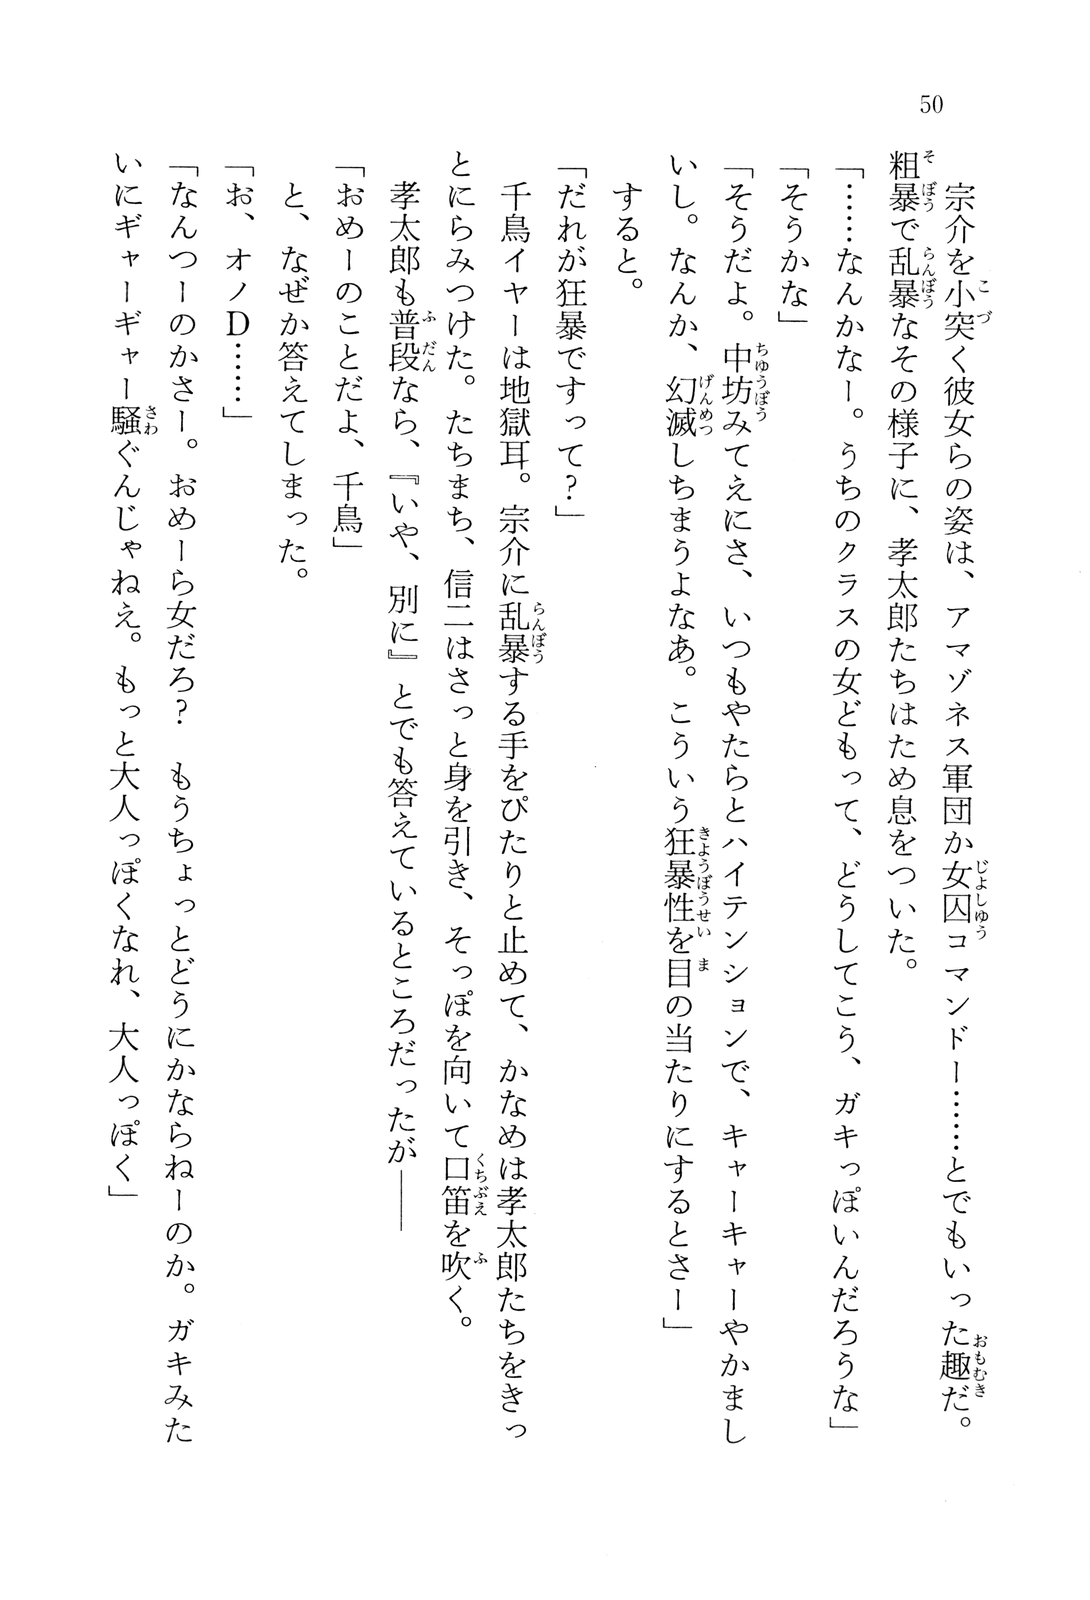 50
宗介を小突く彼女らの姿は、アマゾネス軍団か女囚コマンドー……とでもいった趣だ。
粗暴で乱暴なその様子に、孝太郎たちはため息をついた。
「……なんかなー。うちのクラスの女どもって、どうしてこう、ガキっぽいんだろうな」
「そうかな」
「そうだよ。中坊みてえにさ、いつもやたらとハイテンションで、キャーキャーやかまし
いし。なんか、幻滅しちまうよなあ。こういう狂暴性を目の当たりにするとさー」
すると。
「だれが狂暴ですって?」
千鳥イヤーは地獄耳。宗介に乱暴する手をぴたりと止めて、かなめは孝太郎たちをきっ
とにらみつけた。たちまち、信二はさっと身を引き、そっぽを向いて口笛を吹く。
孝太郎も普段なら、『いや、別に』とでも答えているところだったが――
「おめーのことだよ、千鳥」
と、なぜか答えてしまった。
「お、オノD……」
「なんつーのかさー。おめーら女だろ?　もうちょっとどうにかならねーのか。ガキみた
いにギャーギャー騒ぐんじゃねえ。もっと大人っぽくなれ、大人っぽく」